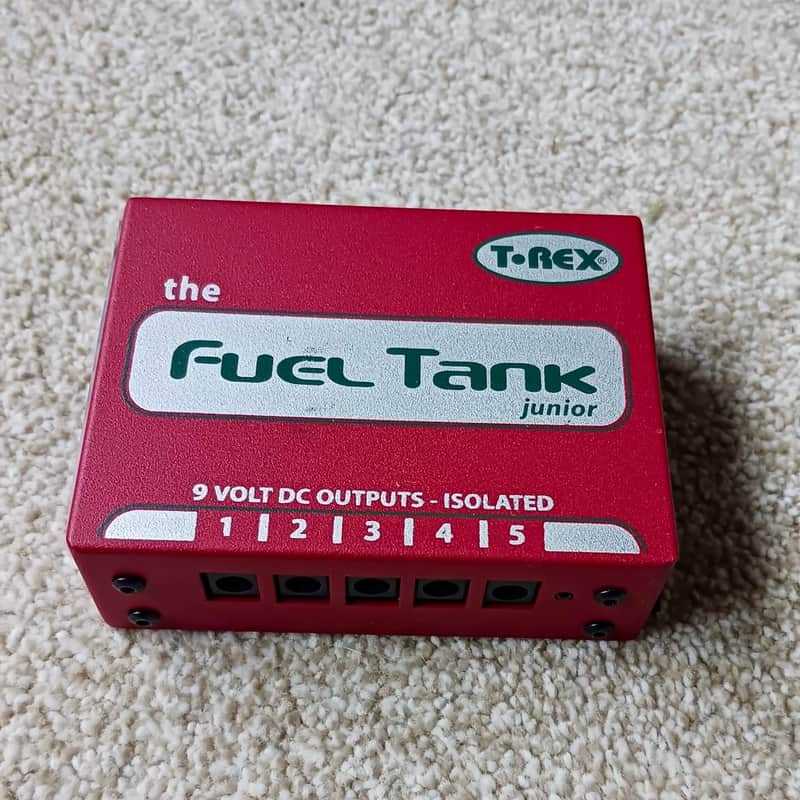 T•REX®
the
Fuel Tank
junior
9 VOLT DC OUTPUTS - ISOLATED
1 | 2 | 3 | 4 | 5